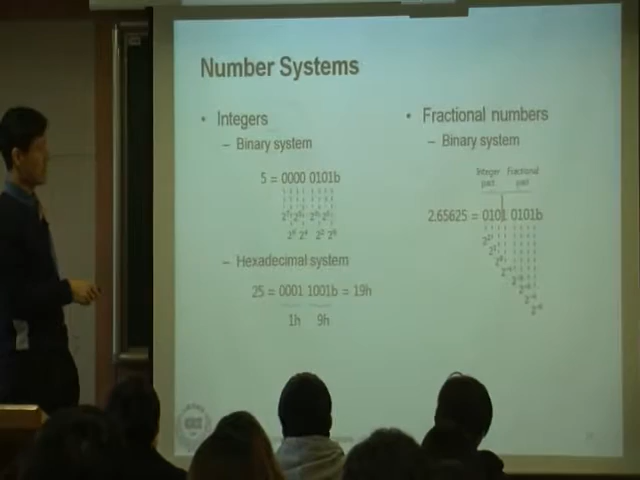 Number Systems
• Integers
– Binary system
5 = 0000 0101b
– Hexadecimal system
25 = 0001 1001b = 19h
1h 9h
• Fractional numbers
– Binary system
Integer part Fractional part
2.65625 = 0101 0101b